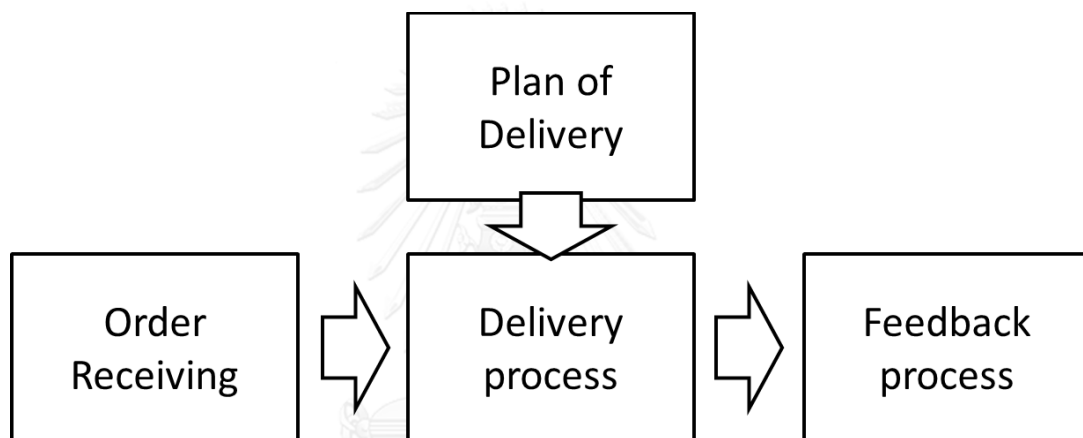 Plan of
Delivery
Order
Receiving
Delivery
process
Feedback
process